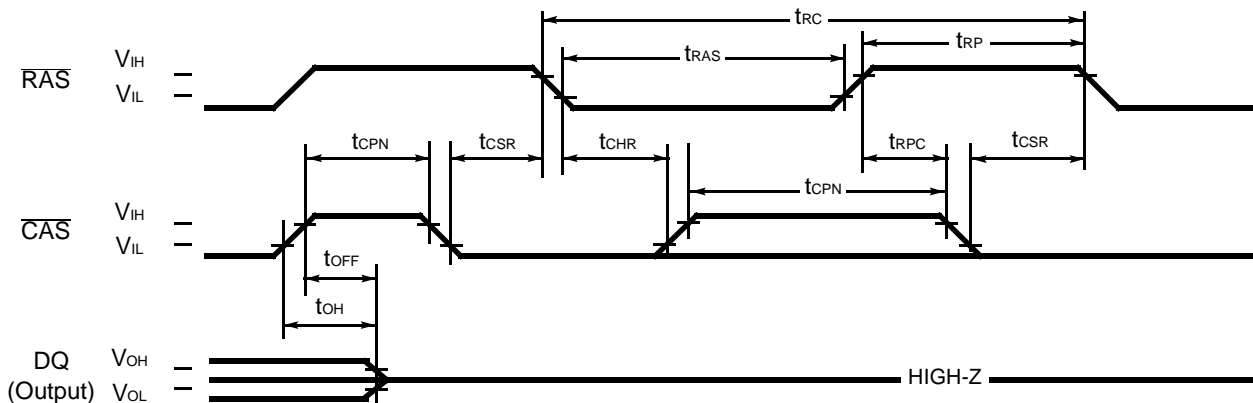 tRC
tRAS
tRP
RAS
VIH
VIL
tCPN
tCSR
tCHR
tRPC
tCSR
tCPN
CAS
VIH
VIL
tOFF
tOH
DQ
(Output)
VOH
VOL
HIGH-Z